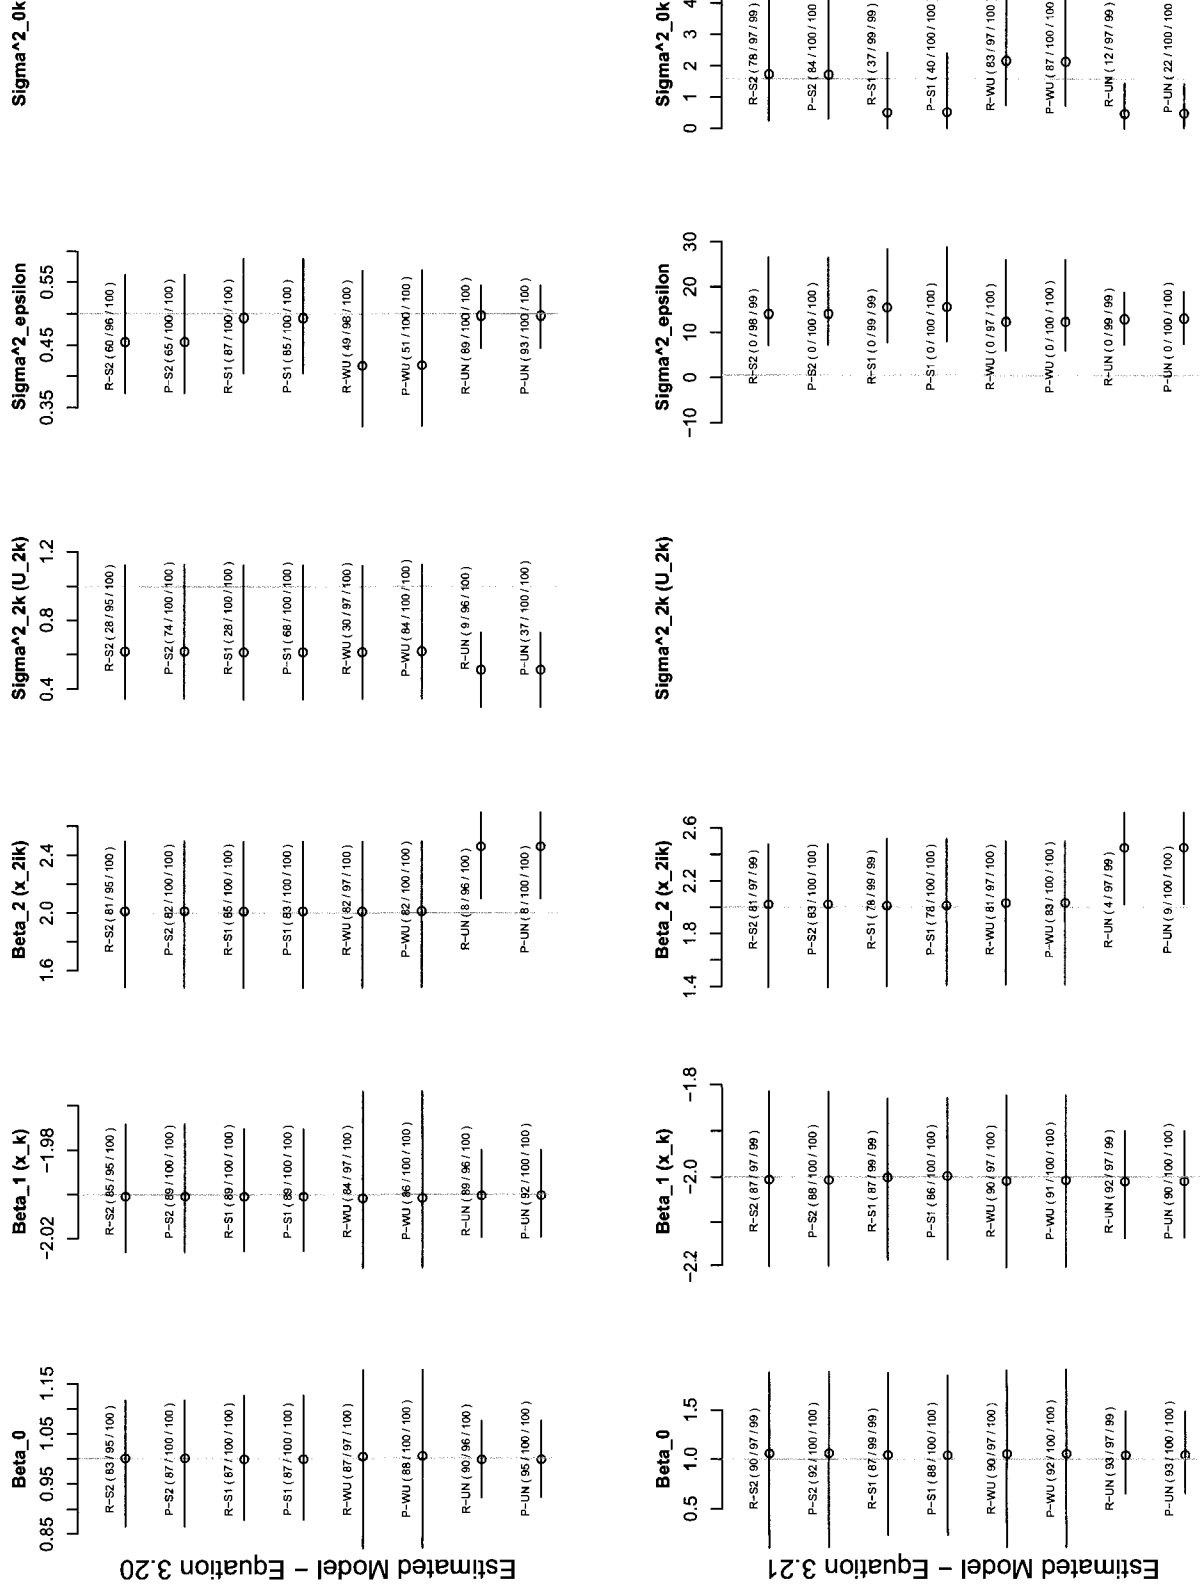 Estimated Model − Equation 3.20
Beta_0
0.85 0.95 1.05 1.15
R−S2 ( 83 / 95 / 100 )
P−S2 ( 87 / 100 / 100 )
R−S1 ( 87 / 100 / 100 )
P−S1 ( 87 / 100 / 100 )
R−WU ( 87 / 97 / 100 )
P−WU ( 88 / 100 / 100 )
R−UN ( 90 / 96 / 100 )
P−UN ( 95 / 100 / 100 )
Beta_1 (x_k)
−2.02 −1.98
R−S2 ( 85 / 95 / 100 )
P−S2 ( 89 / 100 / 100 )
R−S1 ( 89 / 100 / 100 )
P−S1 ( 89 / 100 / 100 )
R−WU ( 84 / 97 / 100 )
P−WU ( 86 / 100 / 100 )
R−UN ( 89 / 96 / 100 )
P−UN ( 92 / 100 / 100 )
Beta_2 (x_2ik)
1.6 2.0 2.4
R−S2 ( 81 / 95 / 100 )
P−S2 ( 82 / 100 / 100 )
R−S1 ( 85 / 100 / 100 )
P−S1 ( 83 / 100 / 100 )
R−WU ( 82 / 97 / 100 )
P−WU ( 82 / 100 / 100 )
R−UN ( 8 / 96 / 100 )
P−UN ( 8 / 100 / 100 )
Sigma^2_2k (U_2k)
0.4 0.8 1.2
R−S2 ( 28 / 95 / 100 )
P−S2 ( 74 / 100 / 100 )
R−S1 ( 28 / 100 / 100 )
P−S1 ( 68 / 100 / 100 )
R−WU ( 30 / 97 / 100 )
P−WU ( 84 / 100 / 100 )
R−UN ( 9 / 96 / 100 )
P−UN ( 37 / 100 / 100 )
Sigma^2_epsilon
0.35 0.45 0.55
R−S2 ( 60 / 96 / 100 )
P−S2 ( 65 / 100 / 100 )
R−S1 ( 87 / 100 / 100 )
P−S1 ( 85 / 100 / 100 )
R−WU ( 49 / 98 / 100 )
P−WU ( 51 / 100 / 100 )
R−UN ( 89 / 100 / 100 )
P−UN ( 93 / 100 / 100 )
Sigma^2_0k
Estimated Model − Equation 3.21
Beta_0
0.5 1.0 1.5
R−S2 ( 90 / 97 / 99 )
P−S2 ( 92 / 100 / 100 )
R−S1 ( 87 / 99 / 99 )
P−S1 ( 88 / 100 / 100 )
R−WU ( 90 / 97 / 100 )
P−WU ( 92 / 100 / 100 )
R−UN ( 93 / 97 / 99 )
P−UN ( 93 / 100 / 100 )
Beta_1 (x_k)
−2.2 −2.0 −1.8
R−S2 ( 87 / 97 / 99 )
P−S2 ( 88 / 100 / 100 )
R−S1 ( 87 / 99 / 99 )
P−S1 ( 86 / 100 / 100 )
R−WU ( 90 / 97 / 100 )
P−WU ( 91 / 100 / 100 )
R−UN ( 92 / 97 / 99 )
P−UN ( 90 / 100 / 100 )
Beta_2 (x_2ik)
1.4 1.8 2.2 2.6
R−S2 ( 81 / 97 / 99 )
P−S2 ( 83 / 100 / 100 )
R−S1 ( 78 / 99 / 99 )
P−S1 ( 78 / 100 / 100 )
R−WU ( 81 / 97 / 100 )
P−WU ( 83 / 100 / 100 )
R−UN ( 4 / 97 / 99 )
P−UN ( 9 / 100 / 100 )
Sigma^2_2k (U_2k)
Sigma^2_epsilon
−10 0 10 20 30
R−S2 ( 0 / 98 / 99 )
P−S2 ( 0 / 100 / 100 )
R−S1 ( 0 / 99 / 99 )
P−S1 ( 0 / 100 / 100 )
R−WU ( 0 / 97 / 100 )
P−WU ( 0 / 100 / 100 )
R−UN ( 0 / 99 / 99 )
P−UN ( 0 / 100 / 100 )
Sigma^2_0k
0 1 2 3 4
R−S2 ( 78 / 97 / 99 )
P−S2 ( 84 / 100 / 100
R−S1 ( 37 / 99 / 99 )
P−S1 ( 40 / 100 / 100 )
R−WU ( 83 / 97 / 100 )
P−WU ( 87 / 100 / 100
R−UN ( 12 / 97 / 99 )
P−UN ( 22 / 100 / 100